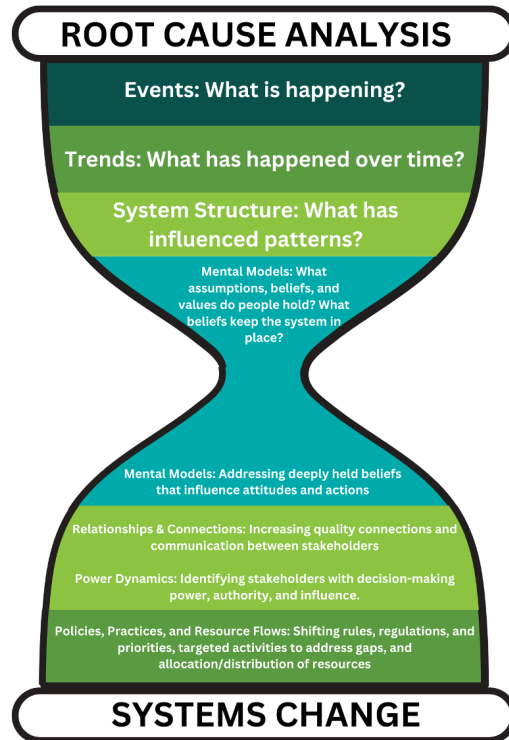 ROOT CAUSE ANALYSIS
Events: What is happening?
Trends: What has happened over time?
System Structure: What has
influenced patterns?
Mental Models: What
assumptions, beliefs, and
values do people hold? What
beliefs keep the system in
place?
Mental Models: Addressing deeply held beliefs
that influence attitudes and actions
Relationships & Connections: Increasing quality connections and
communication between stakeholders
Power Dynamics: Identifying stakeholders with decision-making
power, authority, and influence.
Policies, Practices, and Resource Flows: Shifting rules, regulations, and
priorities, targeted activities to address gaps, and
allocation/distribution of resources
SYSTEMS CHANGE